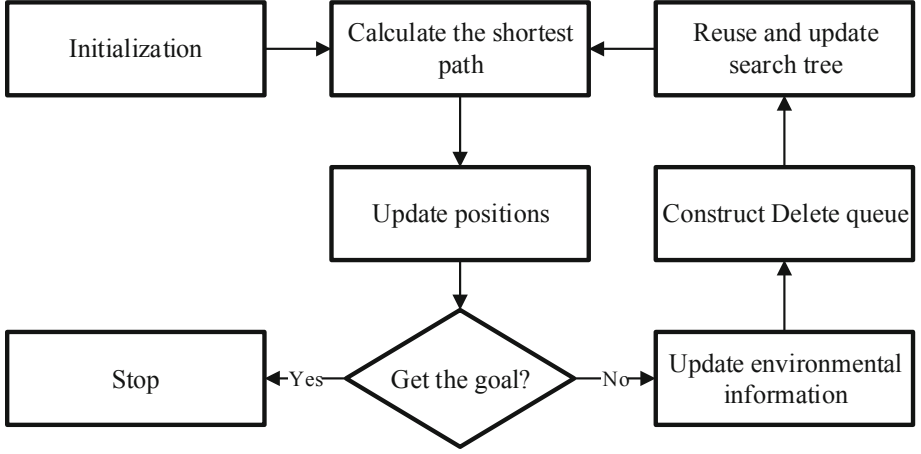 Initialization
Calculate the shortest
path
Reuse and update
search tree
Update positions
Construct Delete queue
Stop
Yes
Get the goal?
No
Update environmental
information